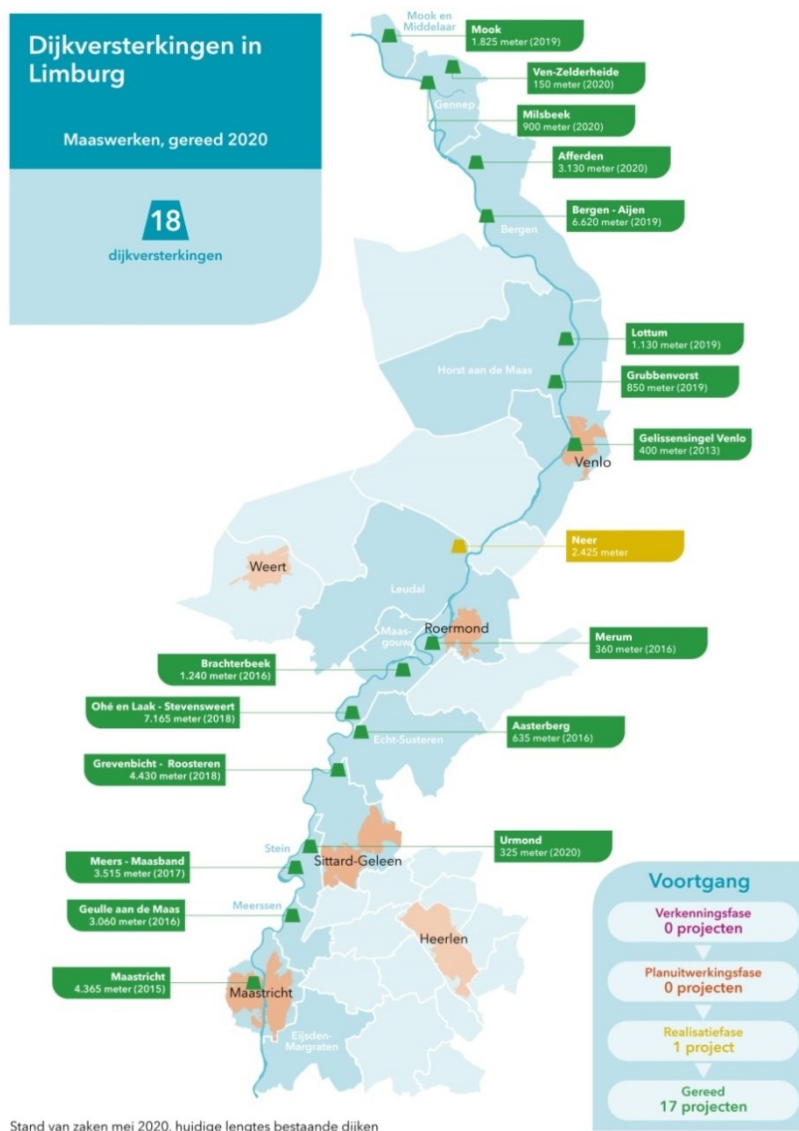 Dijkversterkingen in
Limburg
Maaswerken, gereed 2020
18
dijkversterkingen
Mook en
Middelaar
Mook
1.825 meter (2019)
Ven-Zelderheide
150 meter (2020)
Gennep
Milsbeek
900 meter (2020)
Afferden
3.130 meter (2020)
Bergen - Aijen
6.620 meter (2019)
Bergen
Lottum
1.130 meter (2019)
Horst aan de Maas
Grubbenvorst
850 meter (2019)
Gelissensingel Venlo
400 meter (2013)
Venlo
Neer
2.425 meter
Weert
Leudal
Maas-
gouw
Roermond
Merum
360 meter (2016)
Brachterbeek
1.240 meter (2016)
Ohé en Laak - Stevensweert
7.165 meter (2018)
Aasterberg
635 meter (2016)
Echt-Susteren
Grevenbicht - Roosteren
4.430 meter (2018)
Urmond
325 meter (2020)
Stein
Sittard-Geleen
Meers - Maasband
3.515 meter (2017)
Meerssen
Geulle aan de Maas
3.060 meter (2016)
Heerlen
Maastricht
4.365 meter (2015)
Maastricht
Eijsden-
Margraten
Voortgang
Verkenningsfase
0 projecten
Planuitwerkingsfase
0 projecten
Realisatiefase
1 project
Gereed
17 projecten
Stand van zaken mei 2020, huidige lengtes bestaande dijken